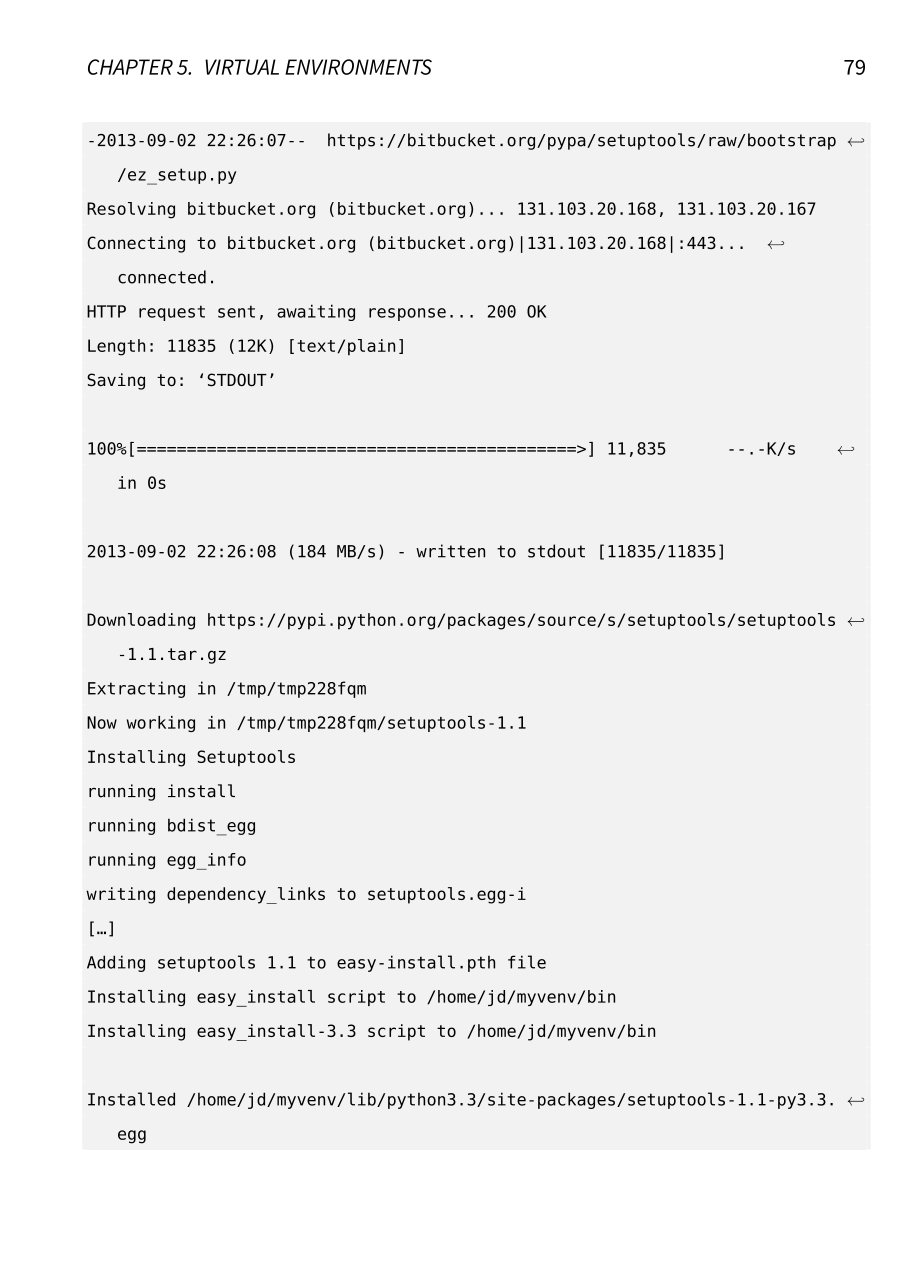 CHAPTER 5. VIRTUAL ENVIRONMENTS 79
-2013-09-02 22:26:07--  https://bitbucket.org/pypa/setuptools/raw/bootstrap ↩
/ez_setup.py
Resolving bitbucket.org (bitbucket.org)... 131.103.20.168, 131.103.20.167
Connecting to bitbucket.org (bitbucket.org)|131.103.20.168|:443...  ↩
connected.
HTTP request sent, awaiting response... 200 OK
Length: 11835 (12K) [text/plain]
Saving to: ‘STDOUT’
100%[============================================>] 11,835      --.-K/s    ↩
in 0s
2013-09-02 22:26:08 (184 MB/s) - written to stdout [11835/11835]
Downloading https://pypi.python.org/packages/source/s/setuptools/setuptools ↩
-1.1.tar.gz
Extracting in /tmp/tmp228fqm
Now working in /tmp/tmp228fqm/setuptools-1.1
Installing Setuptools
running install
running bdist_egg
running egg_info
writing dependency_links to setuptools.egg-i
[…]
Adding setuptools 1.1 to easy-install.pth file
Installing easy_install script to /home/jd/myvenv/bin
Installing easy_install-3.3 script to /home/jd/myvenv/bin
Installed /home/jd/myvenv/lib/python3.3/site-packages/setuptools-1.1-py3.3. ↩
egg